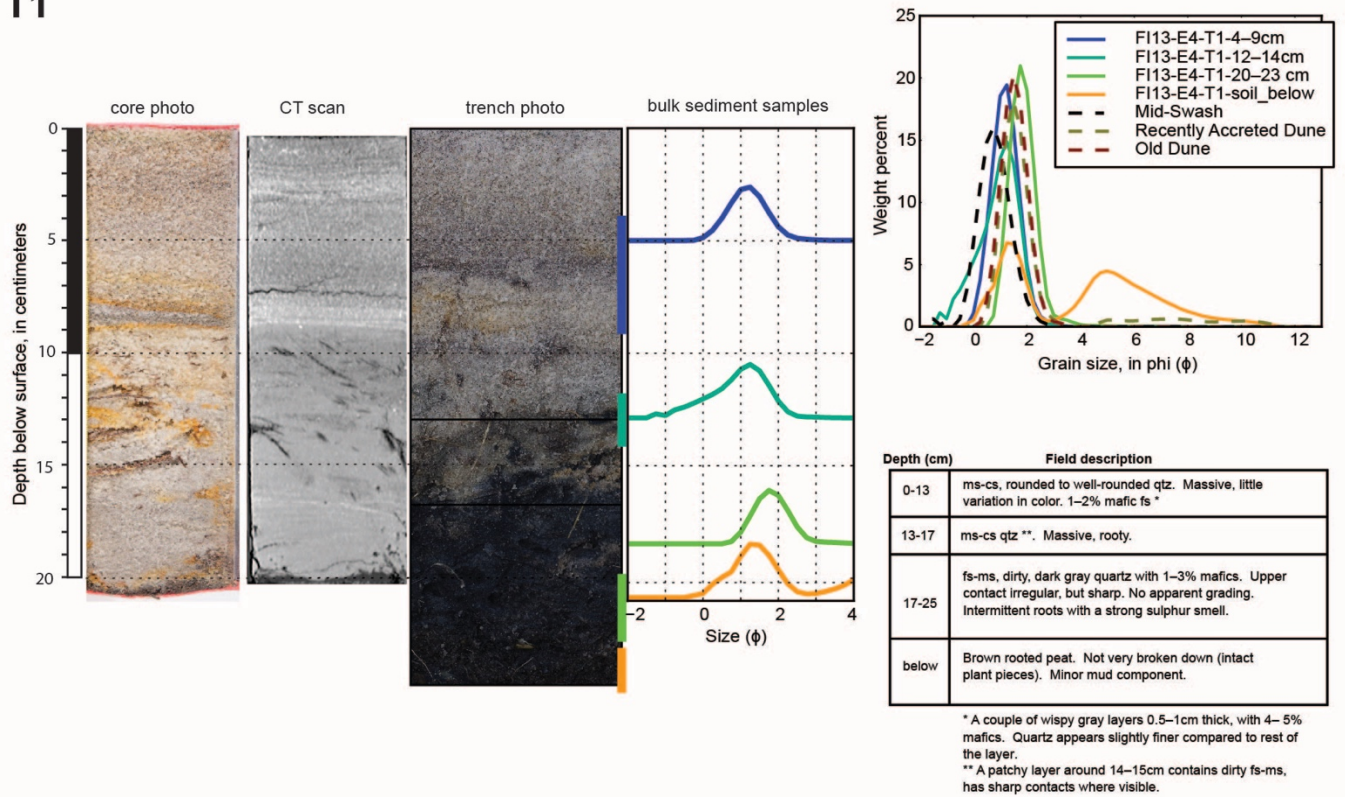 T1
core photo
CT scan
trench photo
bulk sediment samples
Depth below surface, in centimeters
0
5
10
15
20
−2
0
2
4
Size (ϕ)
25
20
15
10
5
0
Weight percent
−2
0
2
4
6
8
10
12
Grain size, in phi (ϕ)
FI13-E4-T1-4–9cm
FI13-E4-T1-12–14cm
FI13-E4-T1-20–23 cm
FI13-E4-T1-soil_below
Mid-Swash
Recently Accreted Dune
Old Dune
Depth (cm) Field description
0-13
ms-cs, rounded to well-rounded qtz. Massive, little
variation in color. 1–2% mafic fs *
13-17
ms-cs qtz **. Massive, rooty.
17-25
fs-ms, dirty, dark gray quartz with 1–3% mafics. Upper
contact irregular, but sharp. No apparent grading.
Intermittent roots with a strong sulphur smell.
below
Brown rooted peat. Not very broken down (intact
plant pieces). Minor mud component.
* A couple of wispy gray layers 0.5–1cm thick, with 4– 5%
mafics. Quartz appears slightly finer compared to rest of
the layer.
** A patchy layer around 14–15cm contains dirty fs-ms,
has sharp contacts where visible.